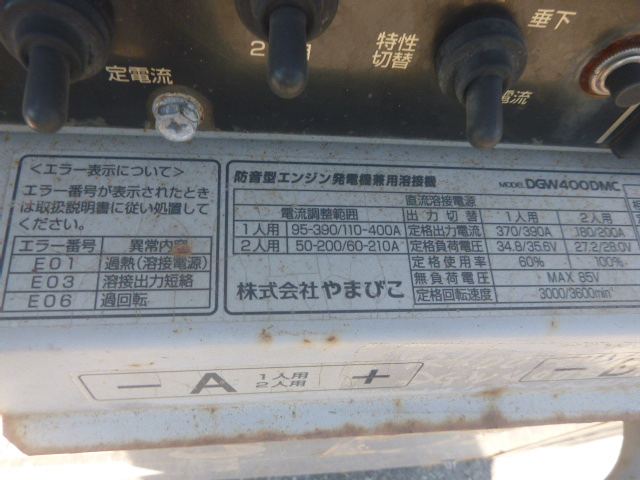 定電流
2人用
特性
切替
垂下
電流
<エラー表示について>
エラー番号が表示されたとき
は取扱説明書に従い処置して
ください。
エラー番号 異常内容
E01 過熱(溶接電源)
E03 溶接出力短絡
E06 過回転
防音型エンジン発電機兼用溶接機 MODEL DGW400DMC
直流溶接電源
電流調整範囲 出力切替 1人用 2人用
1人用 95-390/110-400A 定格出力電流 370/390A 180/200A
2人用 50-200/60-210A 定格負荷電圧 34.8/35.6V 27.2/28.0V
定格使用率 60% 100%
無負荷電圧 MAX 85V
株式会社やまびこ 定格回転速度 3000/3600min⁻¹
− A 1人用 +
2人用
−